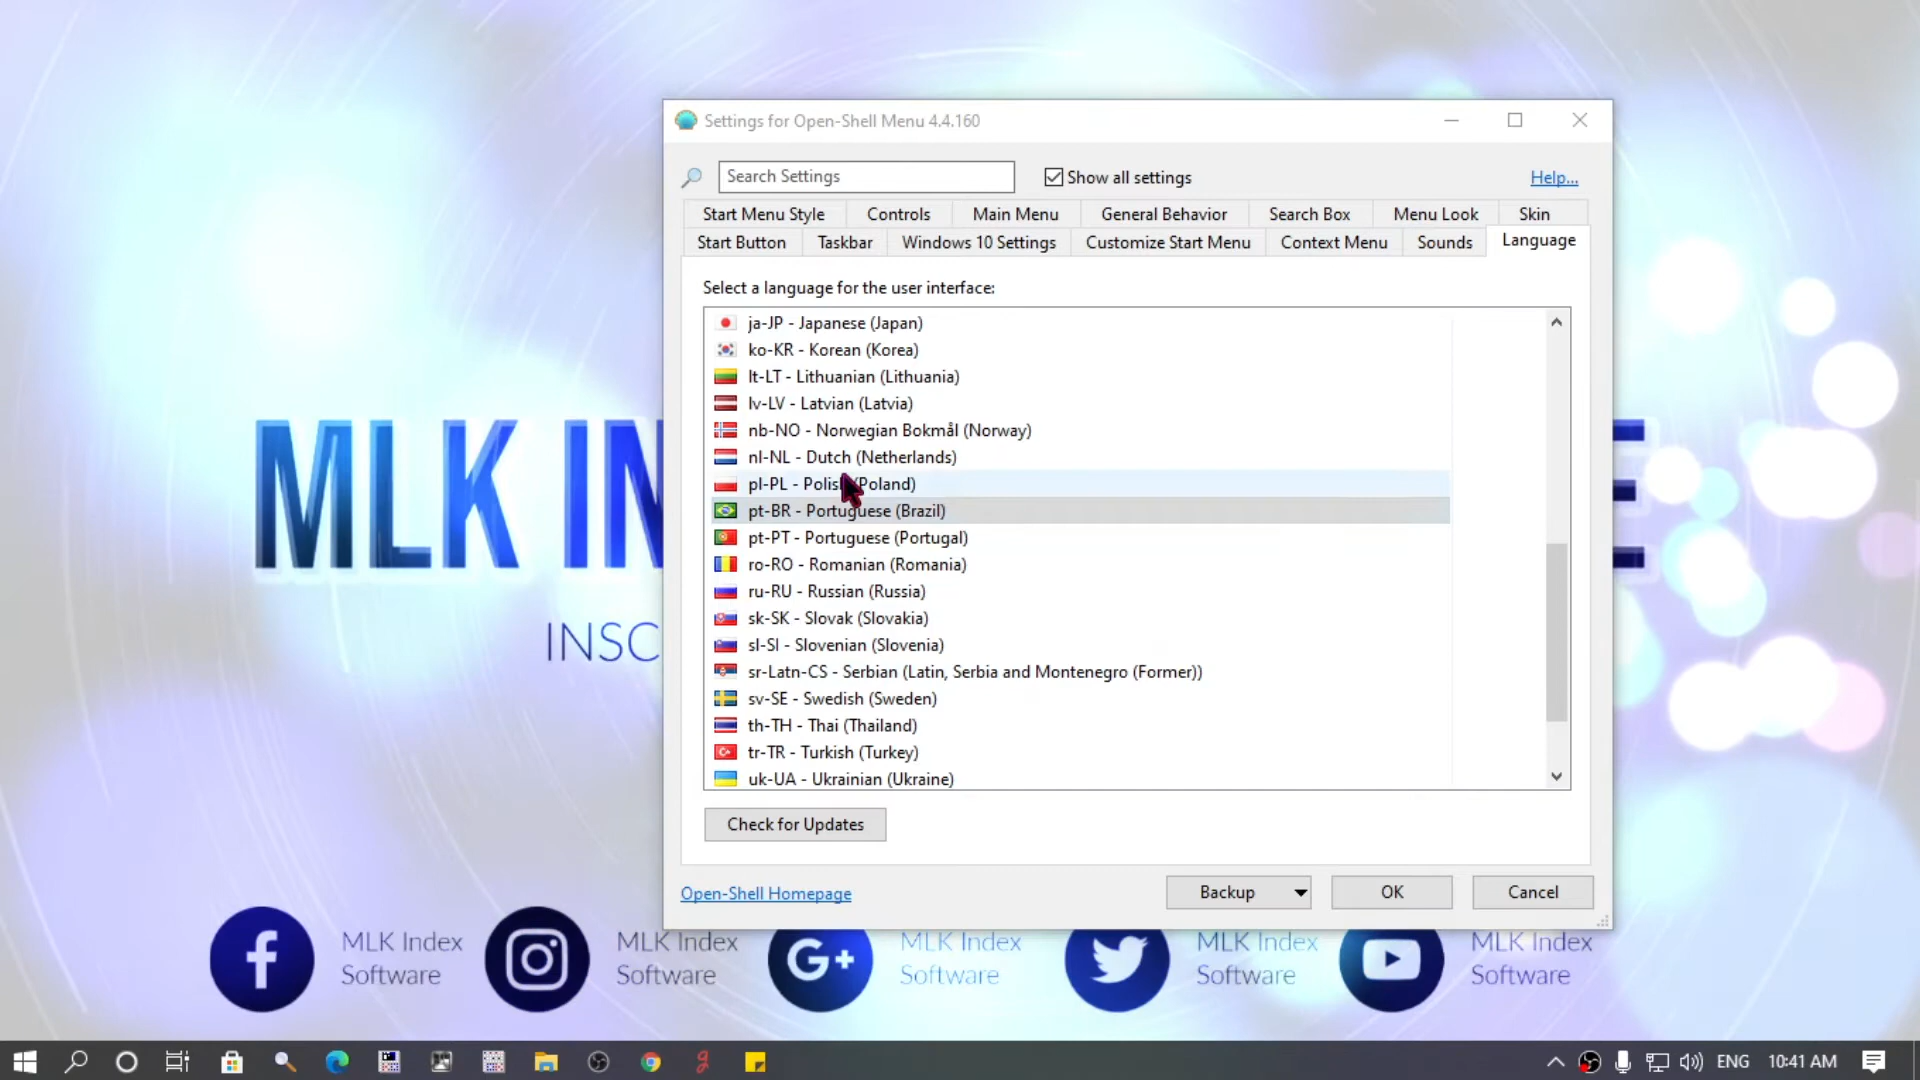 Settings for Open-Shell Menu 4.4.160
Search Settings
Show all settings
Help...
Start Menu Style
Controls
Main Menu
General Behavior
Search Box
Menu Look
Skin
Start Button
Taskbar
Windows 10 Settings
Customize Start Menu
Context Menu
Sounds
Language
Select a language for the user interface:
ja-JP - Japanese (Japan)
ko-KR - Korean (Korea)
lt-LT - Lithuanian (Lithuania)
lv-LV - Latvian (Latvia)
nb-NO - Norwegian Bokmål (Norway)
nl-NL - Dutch (Netherlands)
pl-PL - Polish (Poland)
pt-BR - Portuguese (Brazil)
pt-PT - Portuguese (Portugal)
ro-RO - Romanian (Romania)
ru-RU - Russian (Russia)
sk-SK - Slovak (Slovakia)
sl-SI - Slovenian (Slovenia)
sr-Latn-CS - Serbian (Latin, Serbia and Montenegro (Former))
sv-SE - Swedish (Sweden)
th-TH - Thai (Thailand)
tr-TR - Turkish (Turkey)
uk-UA - Ukrainian (Ukraine)
Check for Updates
Open-Shell Homepage
Backup
OK
Cancel
MLK IN
E
INSC
MLK Index
Software
MLK Index
Software
G+
MLK Index
Software
MLK Index
Software
MLK Index
Software
ENG
10:41 AM